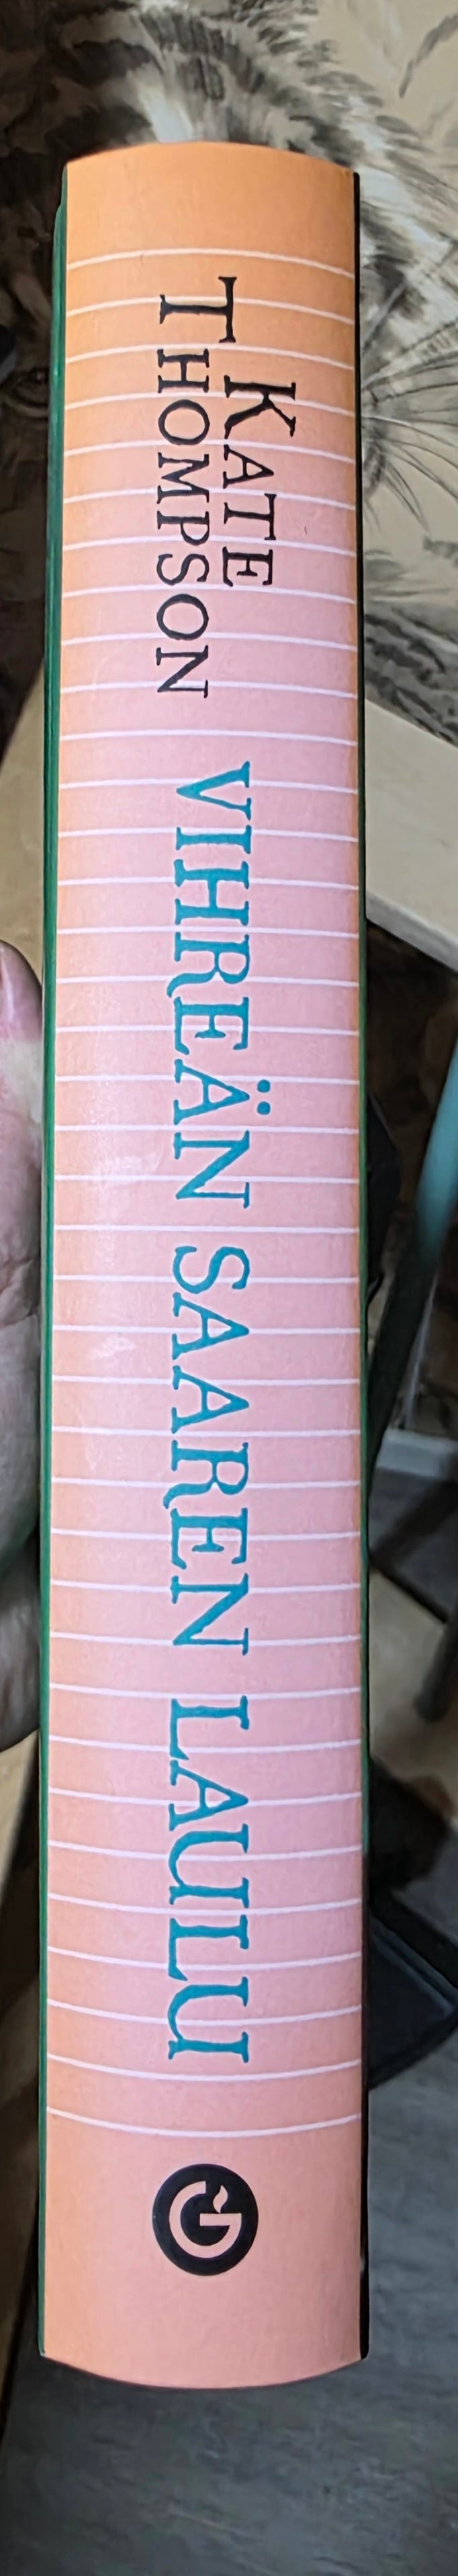 KATE
THOMPSON
VIHREÄN SAAREN LAULU
G